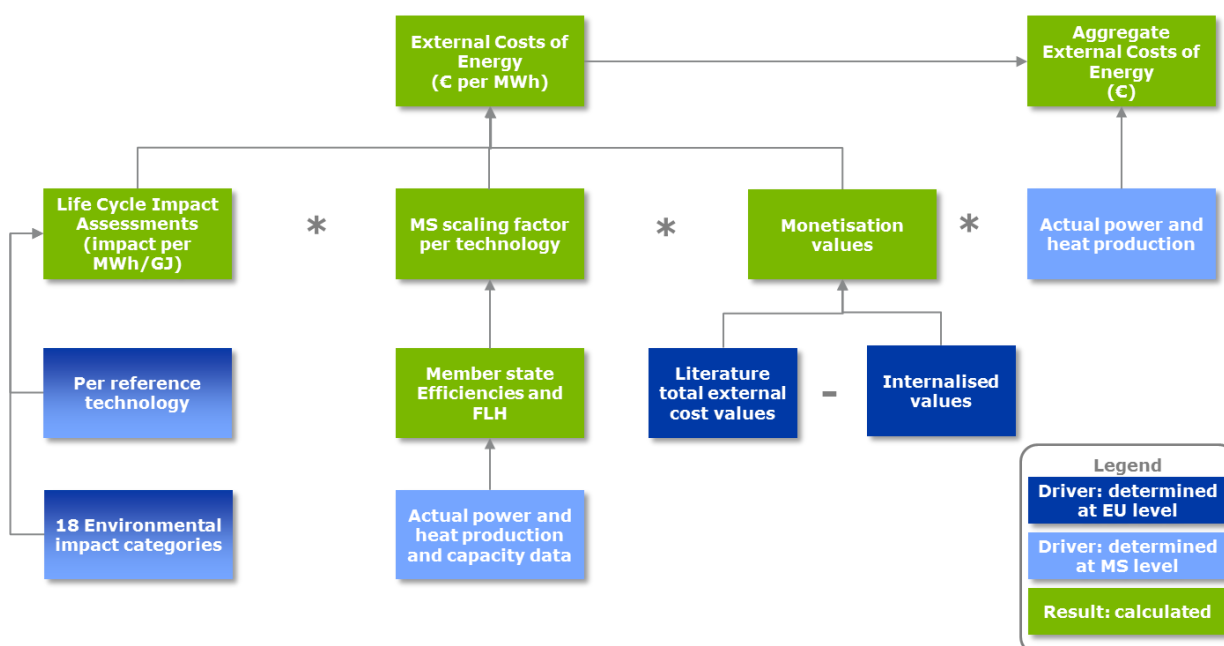 External Costs of
Energy
(€ per MWh)
Aggregate
External Costs of
Energy
(€)
Life Cycle Impact
Assessments
(impact per
MWh/GJ)
*
MS scaling factor
per technology
*
Monetisation
values
*
Actual power and
heat production
Per reference
technology
Member state
Efficiencies and
FLH
Literature
total external
cost values
-
Internalised
values
18 Environmental
impact categories
Actual power and
heat production
and capacity data
Legend
Driver: determined
at EU level
Driver: determined
at MS level
Result: calculated